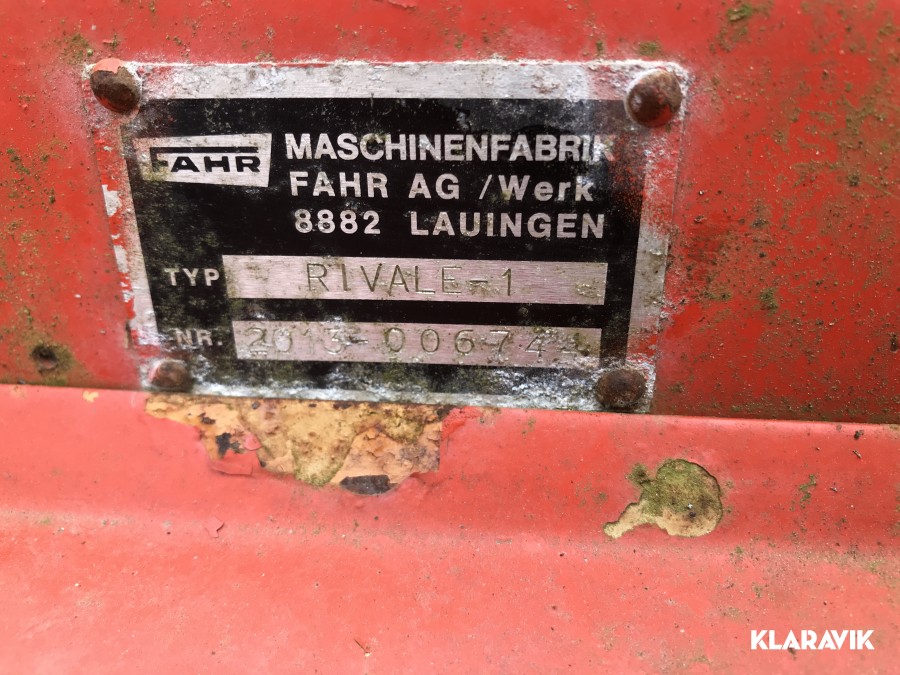 FAHR
MASCHINENFABRIK
FAHR AG /Werk
8882 LAUINGEN
TYP RIVALE-1
NR.
KLARAVIK